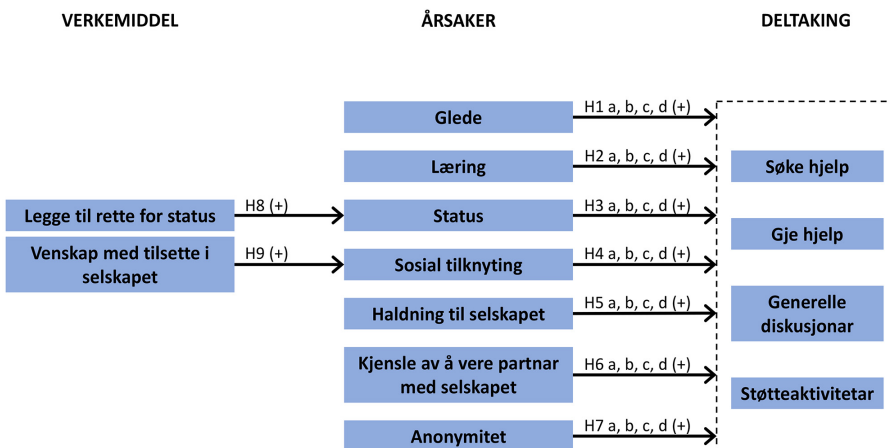 VERKEMIDDEL
ÅRSAKER
DELTAKING
Glede
H1 a, b, c, d (+)
Læring
H2 a, b, c, d (+)
Søke hjelp
Legge til rette for status
H8 (+)
Status
H3 a, b, c, d (+)
Gje hjelp
Venskap med tilsette i
selskapet
H9 (+)
Sosial tilknyting
H4 a, b, c, d (+)
Haldning til selskapet
H5 a, b, c, d (+)
Generelle
diskusjonar
Kjensle av å vere partnar
med selskapet
H6 a, b, c, d (+)
Støtteaktivitetar
Anonymitet
H7 a, b, c, d (+)